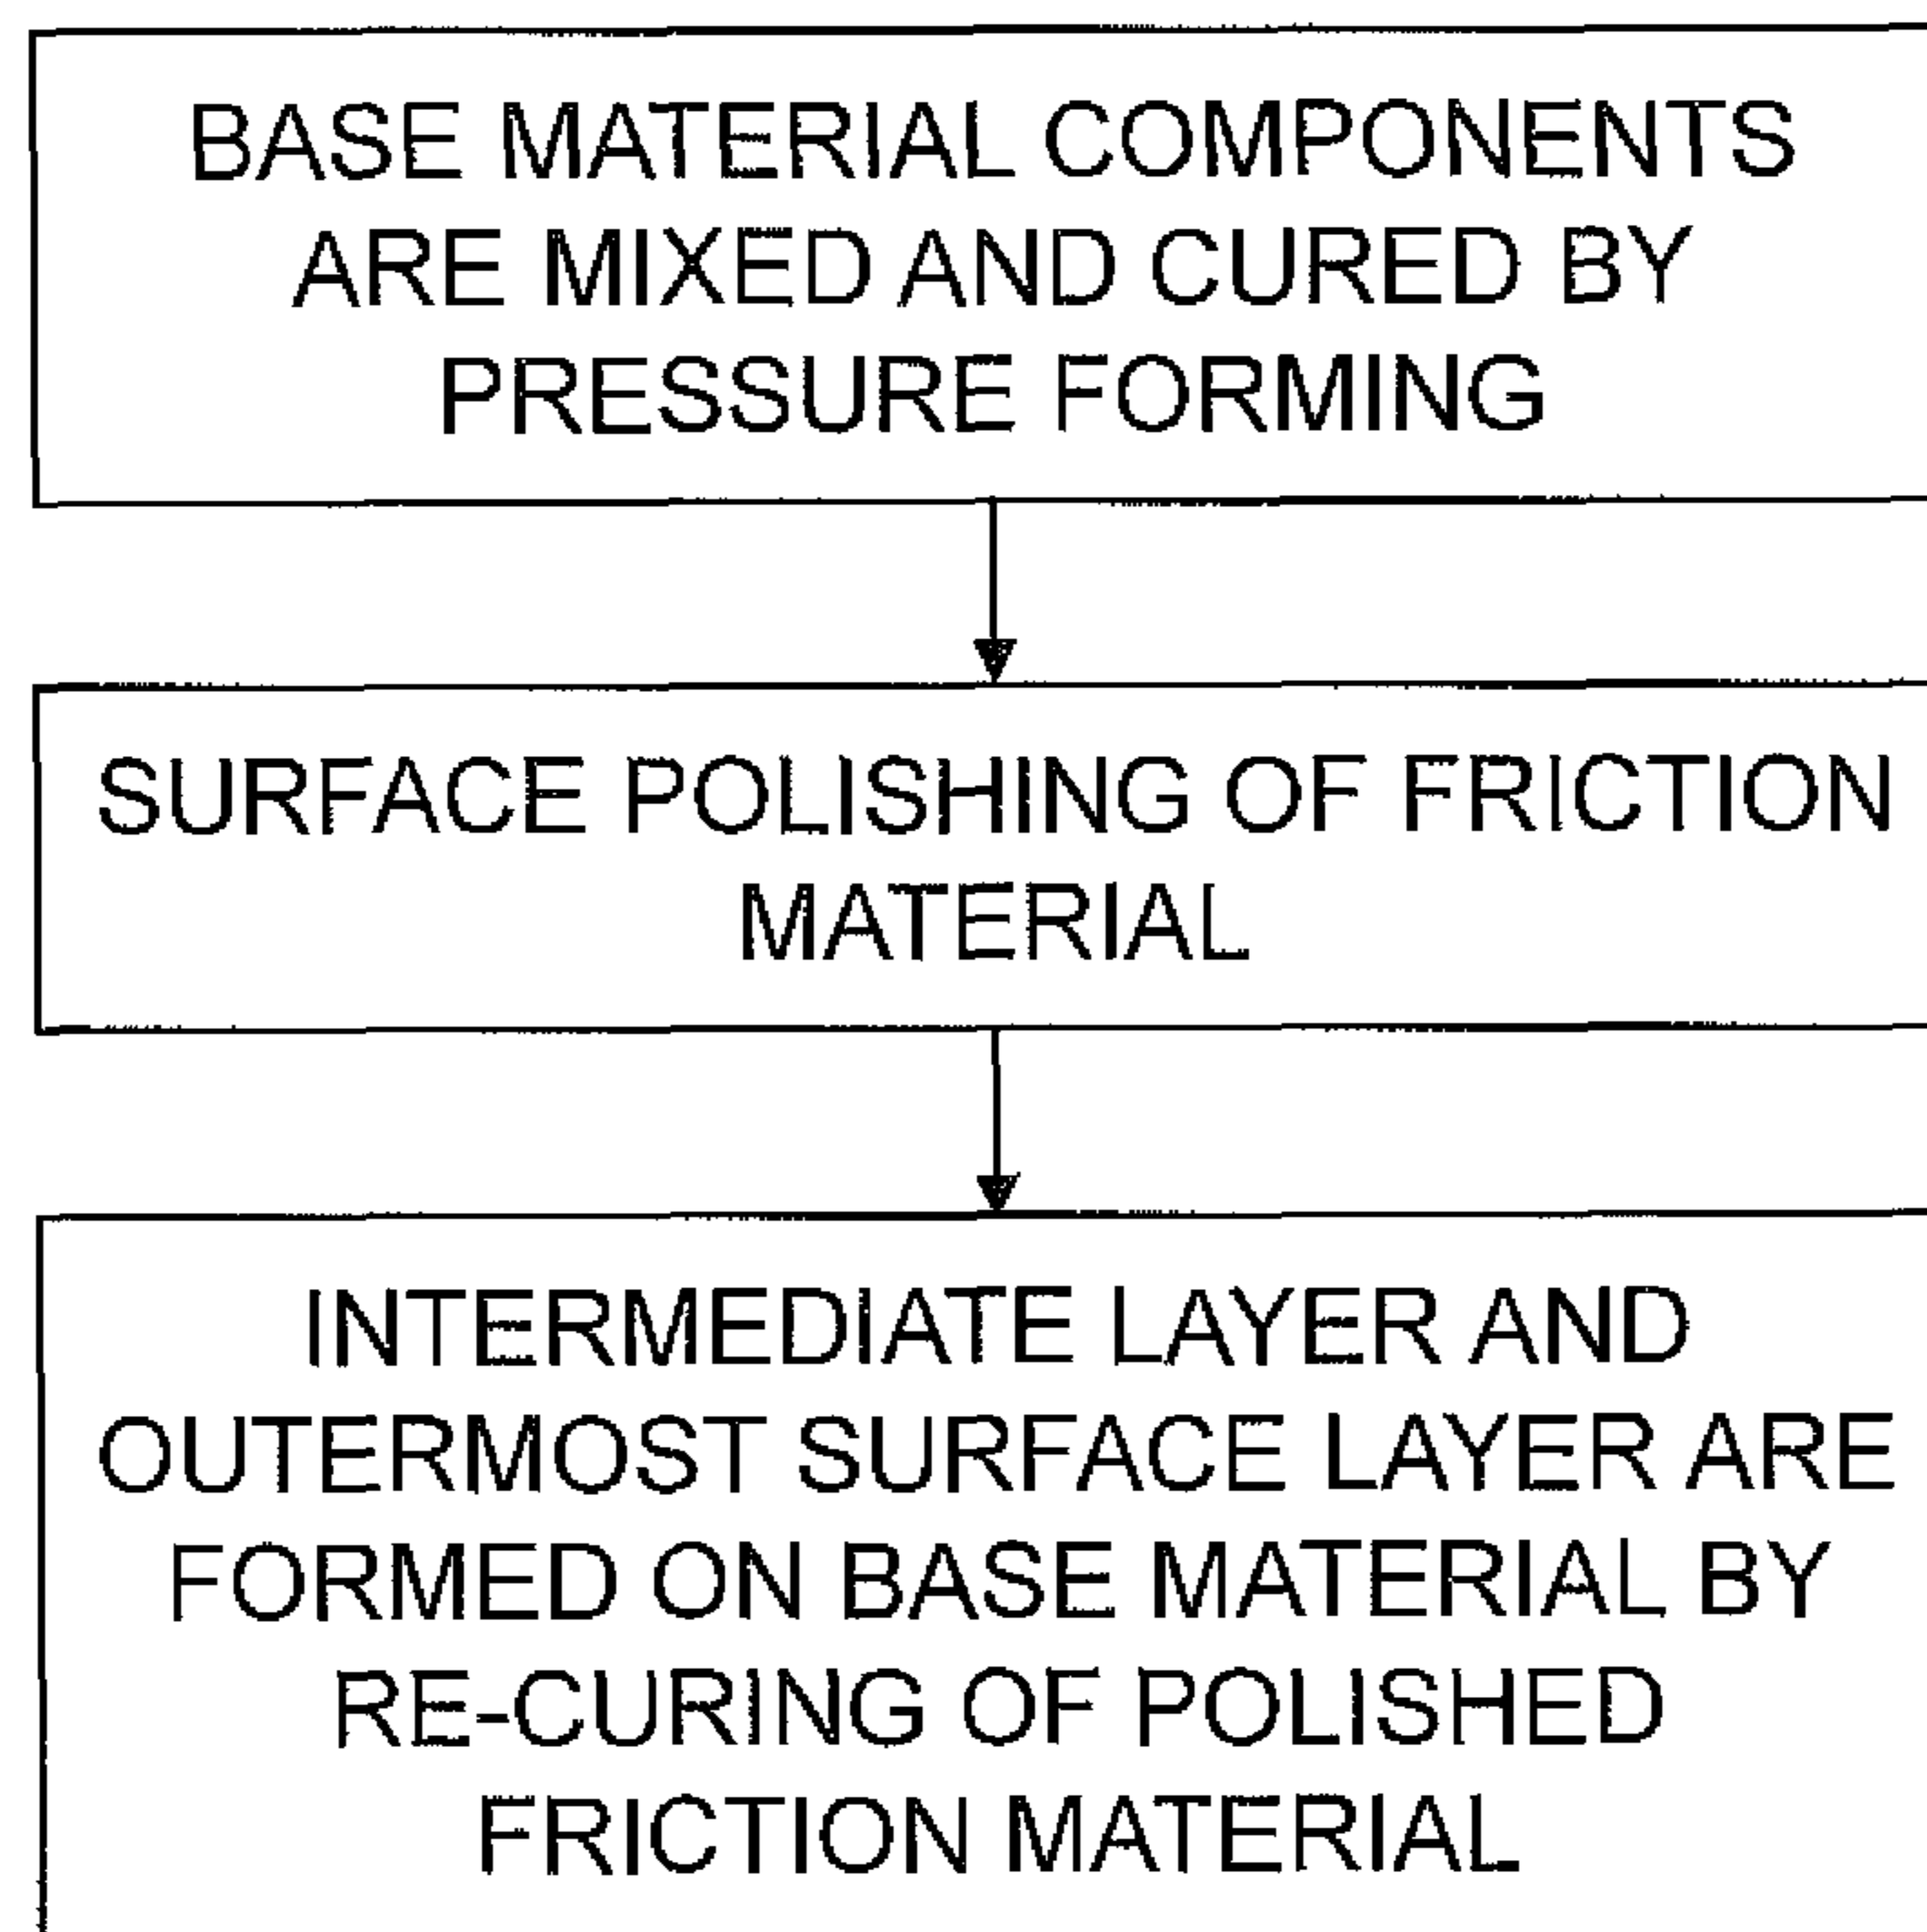 BASE MATERIAL COMPONENTS
ARE MIXED AND CURED BY
PRESSURE FORMING
SURFACE POLISHING OF FRICTION
MATERIAL
INTERMEDIATE LAYER AND
OUTERMOST SURFACE LAYER ARE
FORMED ON BASE MATERIAL BY
RE-CURING OF POLISHED
FRICTION MATERIAL